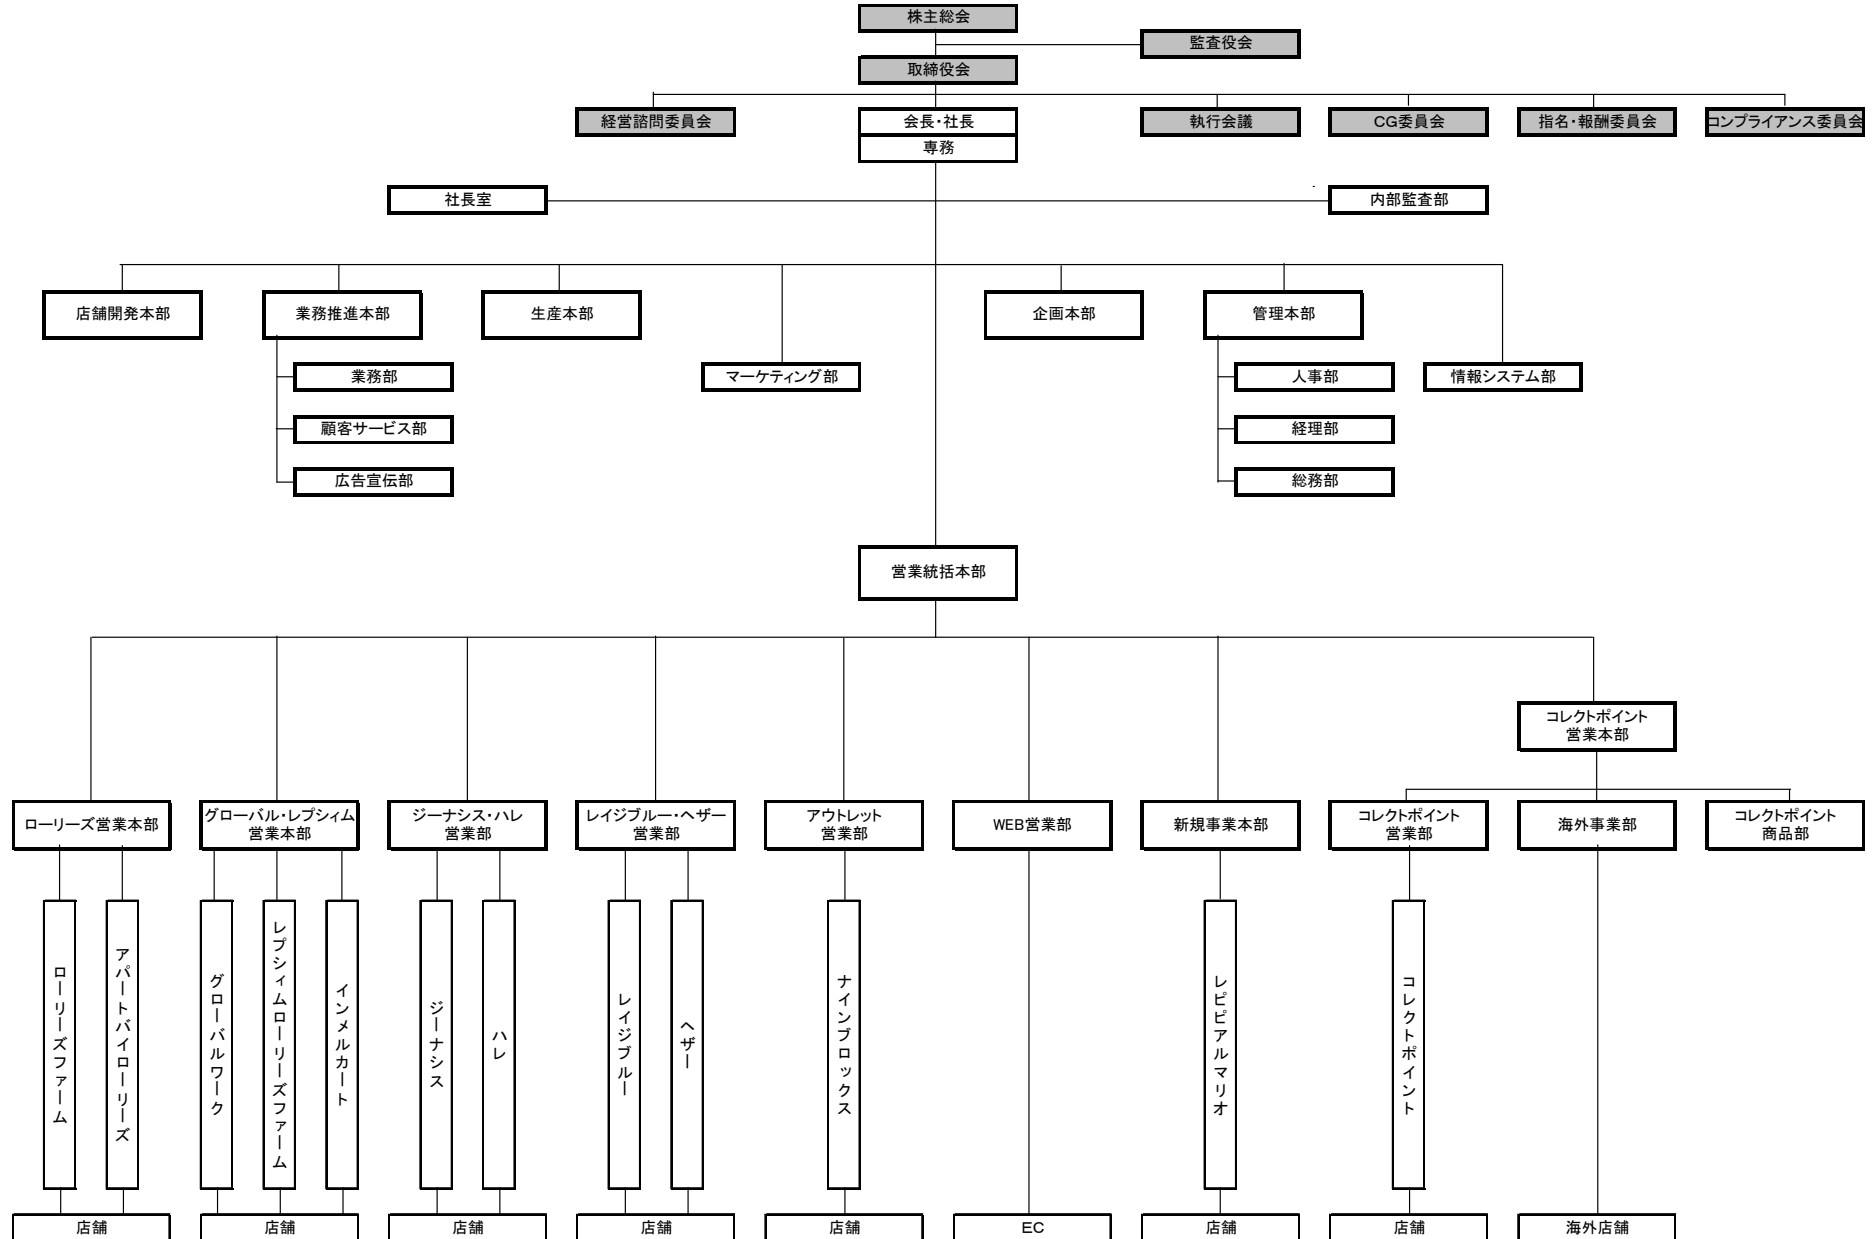 株主総会
監査役会
取締役会
経営諮問委員会
会長・社長
執行会議
CG委員会
指名・報酬委員会
コンプライアンス委員会
専務
社長室
内部監査部
店舗開発本部
業務推進本部
生産本部
企画本部
管理本部
業務部
マーケティング部
人事部
情報システム部
顧客サービス部
経理部
広告宣伝部
総務部
営業統括本部
コレクトポイント
営業本部
ローリーズ営業本部
グローバル・レプシィム
営業本部
ジーナシス・ハレ
営業部
レイジブルー・ヘザー
営業部
アウトレット
営業部
WEB営業部
新規事業本部
コレクトポイント
営業部
海外事業部
コレクトポイント
商品部
ローリーズファーム
アパートバイローリーズ
グローバルワーク
レプシィムローリーズファーム
インメルカート
ジーナシス
ハレ
レイジブルー
ヘザー
ナインブロックス
レピピアルマリオ
コレクトポイント
店舗
店舗
店舗
店舗
店舗
EC
店舗
店舗
海外店舗